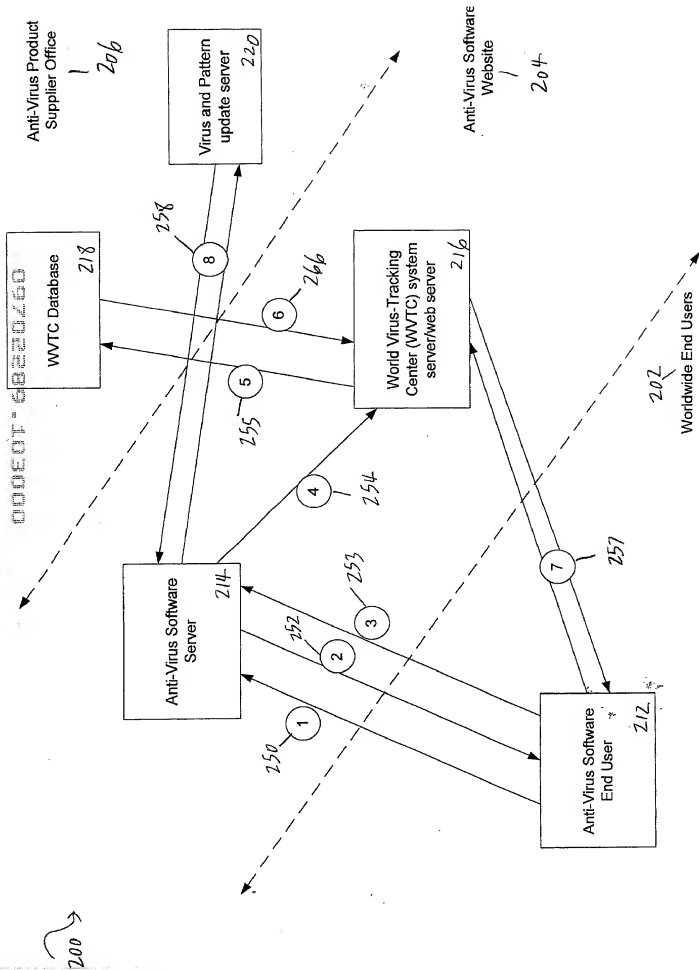 Anti-Virus Product
Supplier Office
206
WVTC Database
218
Virus and Pattern
update server
220
8
258
5
255
6
266
Anti-Virus Software
Server
214
4
254
World Virus-Tracking
Center (WVTC) system
server/web server
216
Anti-Virus Software
Website
204
1
250
2
252
3
253
7
257
Anti-Virus Software
End User
212
202
Worldwide End Users
200